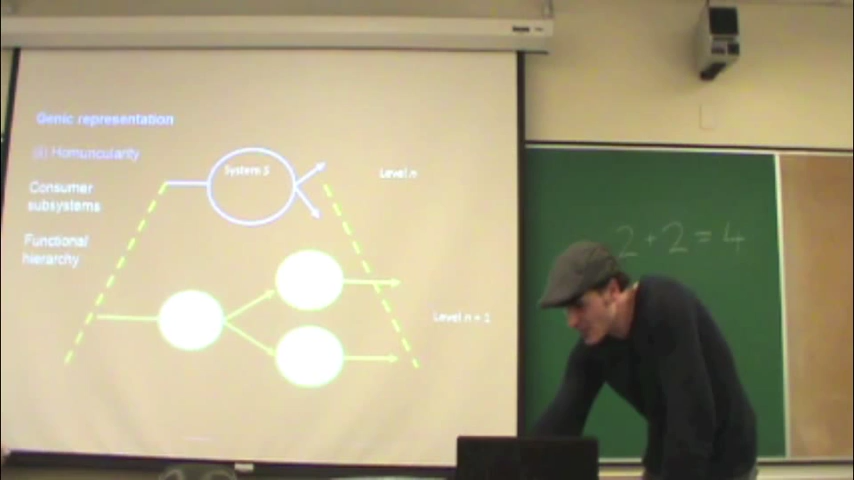 Genic representation
(ii) Homuncularity
Consumer
subsystems
Functional
hierarchy
System S
Level n
Level n + 1
2+2=4